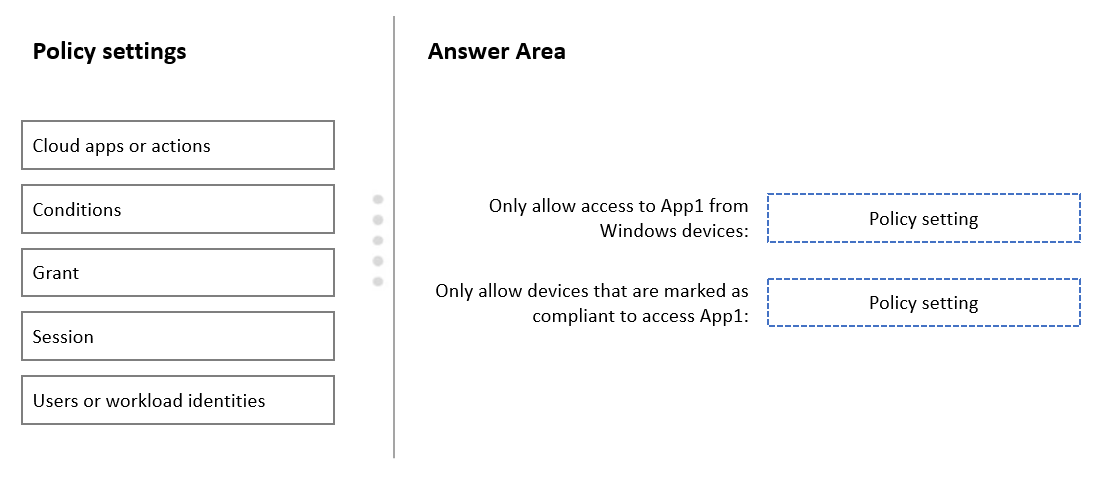 Policy settings
Cloud apps or actions
Conditions
Grant
Session
Users or workload identities
Answer Area
Only allow access to App1 from
Windows devices:
Policy setting
Only allow devices that are marked as
compliant to access App1:
Policy setting